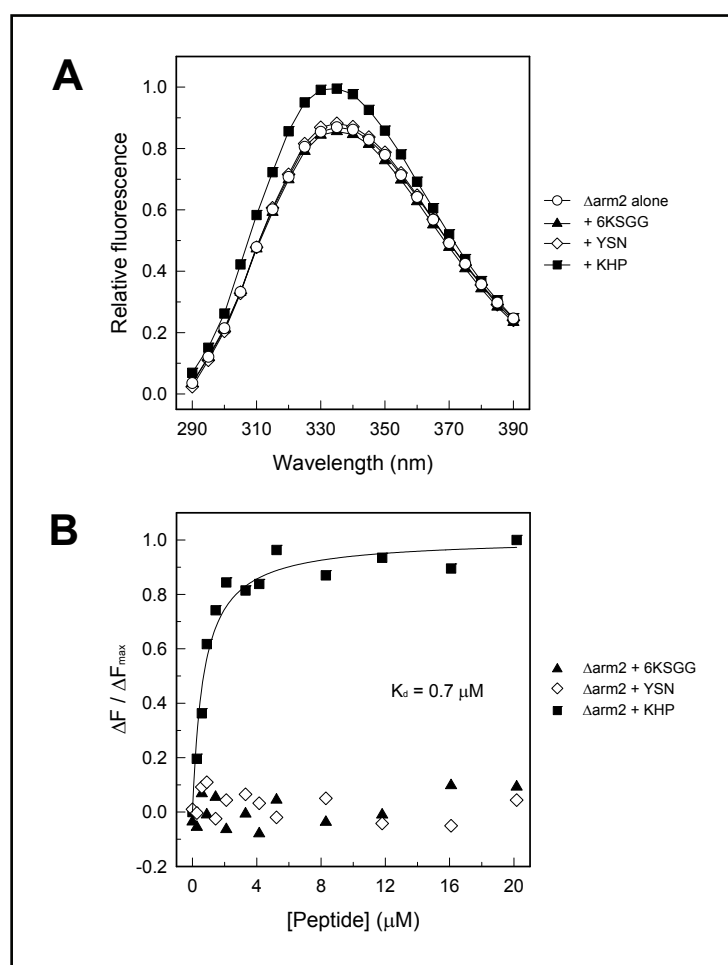 A
1.0
0.8
0.6
0.4
0.2
0.0
Relative fluorescence
290 310 330 350 370 390
Wavelength (nm)
Δarm2 alone
+ 6KSGG
+ YSN
+ KHP
B
1.0
0.8
0.6
0.4
0.2
0.0
-0.2
ΔF / ΔFmax
Kd = 0.7 μM
0 4 8 12 16 20
[Peptide] (μM)
Δarm2 + 6KSGG
Δarm2 + YSN
Δarm2 + KHP